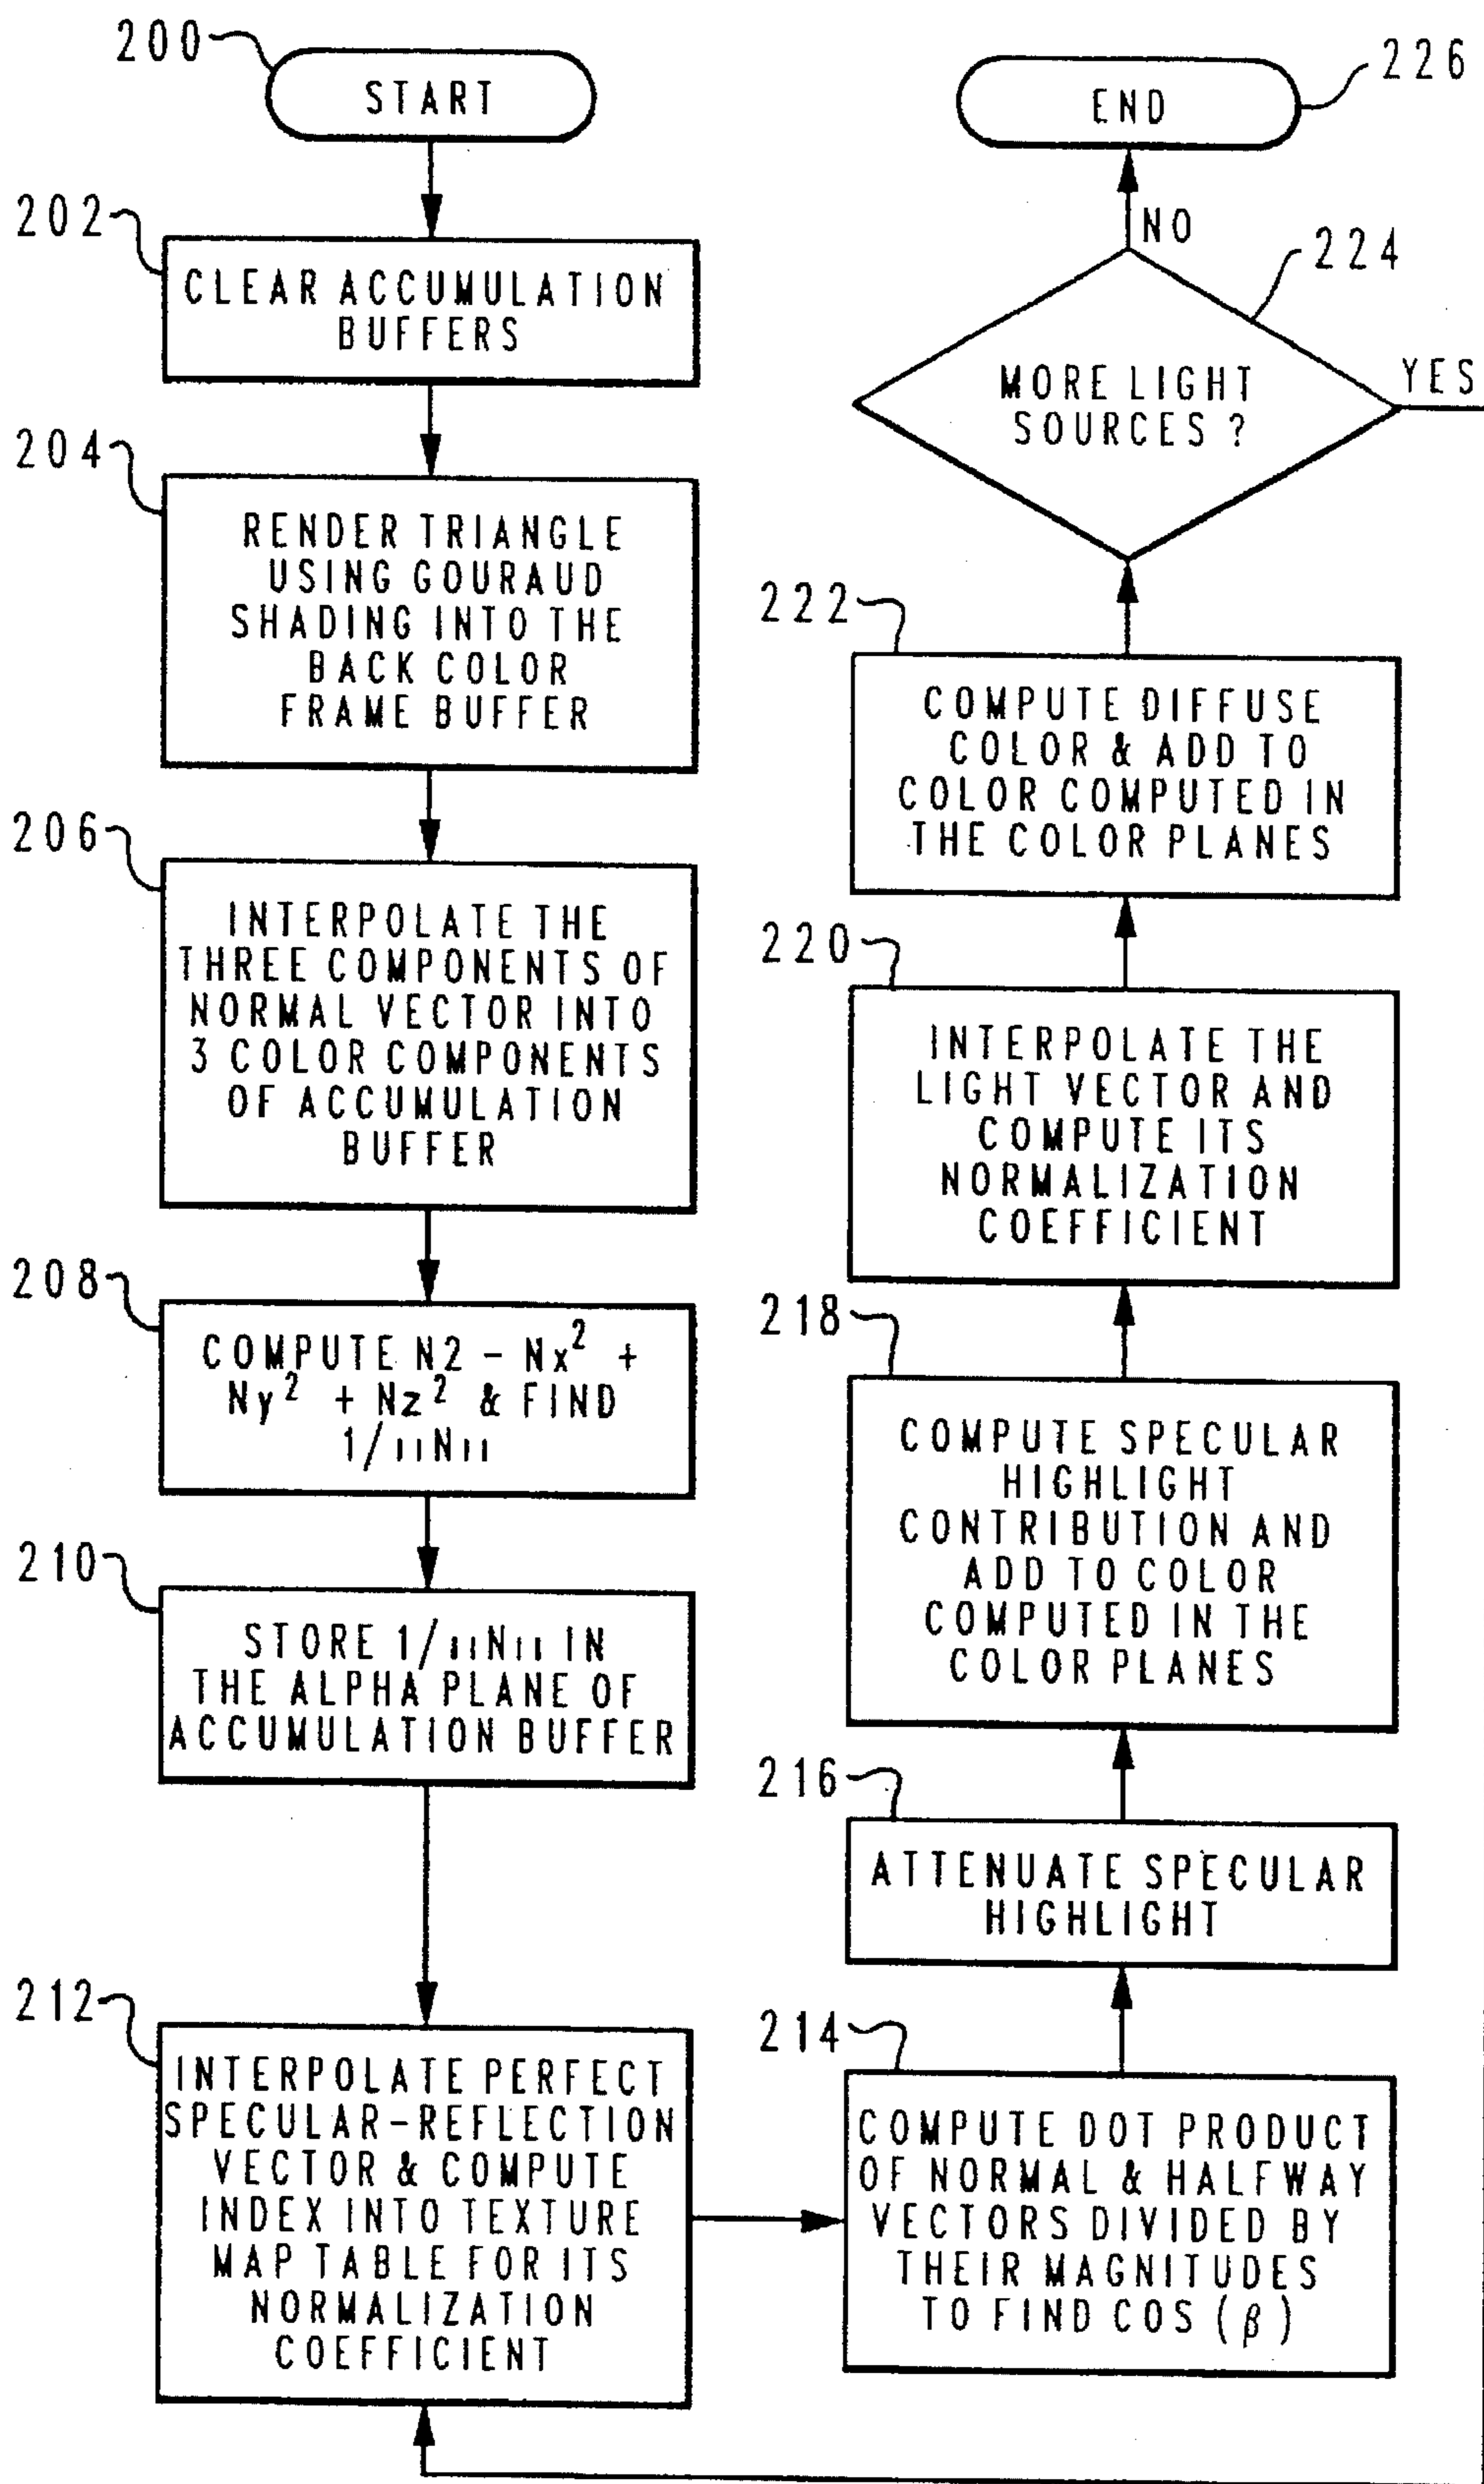 200
START
202
CLEAR ACCUMULATION
BUFFERS
204
RENDER TRIANGLE
USING GOURAUD
SHADING INTO THE
BACK COLOR
FRAME BUFFER
206
INTERPOLATE THE
THREE COMPONENTS OF
NORMAL VECTOR INTO
3 COLOR COMPONENTS
OF ACCUMULATION
BUFFER
208
COMPUTE N2 - Nx² +
Ny² + Nz² & FIND
1/ııNıı
210
STORE 1/ııNıı IN
THE ALPHA PLANE OF
ACCUMULATION BUFFER
212
INTERPOLATE PERFECT
SPECULAR-REFLECTION
VECTOR & COMPUTE
INDEX INTO TEXTURE
MAP TABLE FOR ITS
NORMALIZATION
COEFFICIENT
214
COMPUTE DOT PRODUCT
OF NORMAL & HALFWAY
VECTORS DIVIDED BY
THEIR MAGNITUDES
TO FIND COS (β)
216
ATTENUATE SPECULAR
HIGHLIGHT
218
COMPUTE SPECULAR
HIGHLIGHT
CONTRIBUTION AND
ADD TO COLOR
COMPUTED IN THE
COLOR PLANES
220
INTERPOLATE THE
LIGHT VECTOR AND
COMPUTE ITS
NORMALIZATION
COEFFICIENT
222
COMPUTE DIFFUSE
COLOR & ADD TO
COLOR COMPUTED IN
THE COLOR PLANES
224
MORE LIGHT
SOURCES ?
YES
NO
226
END